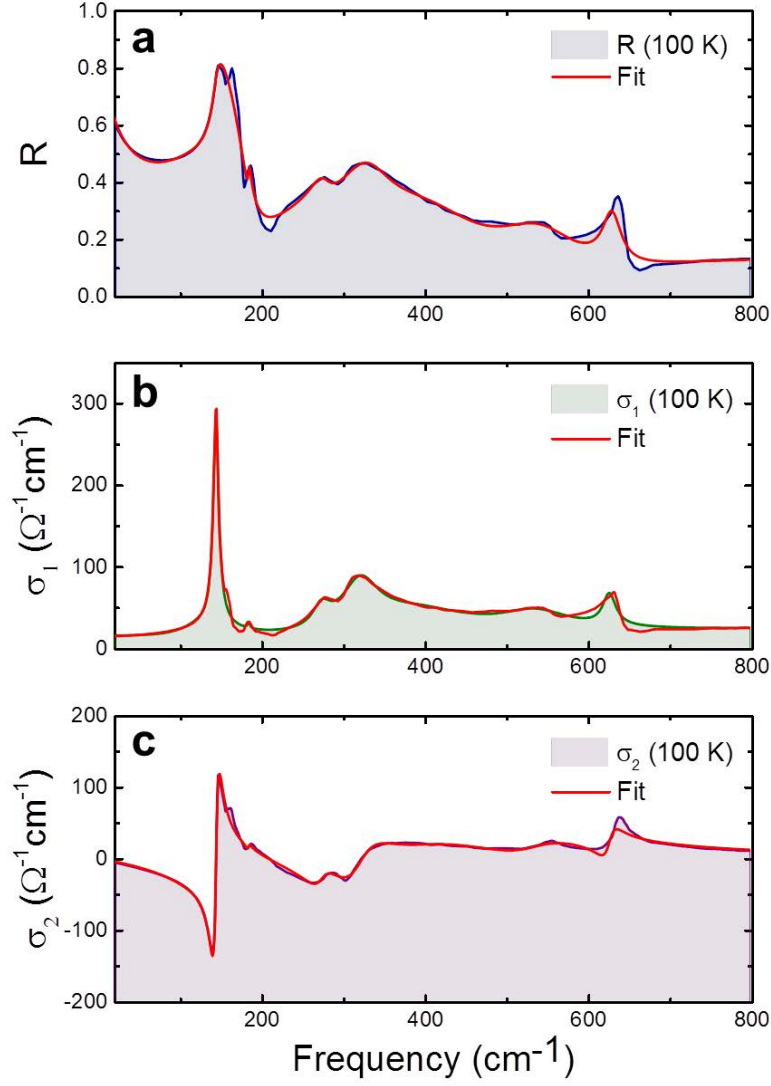 a
R (100 K)
Fit
R
1.0
0.8
0.6
0.4
0.2
0.0
200
400
600
800
b
σ₁ (100 K)
Fit
σ₁ (Ω⁻¹cm⁻¹)
300
200
100
0
200
400
600
800
c
σ₂ (100 K)
Fit
σ₂ (Ω⁻¹cm⁻¹)
200
100
0
-100
-200
200
400
600
800
Frequency (cm⁻¹)